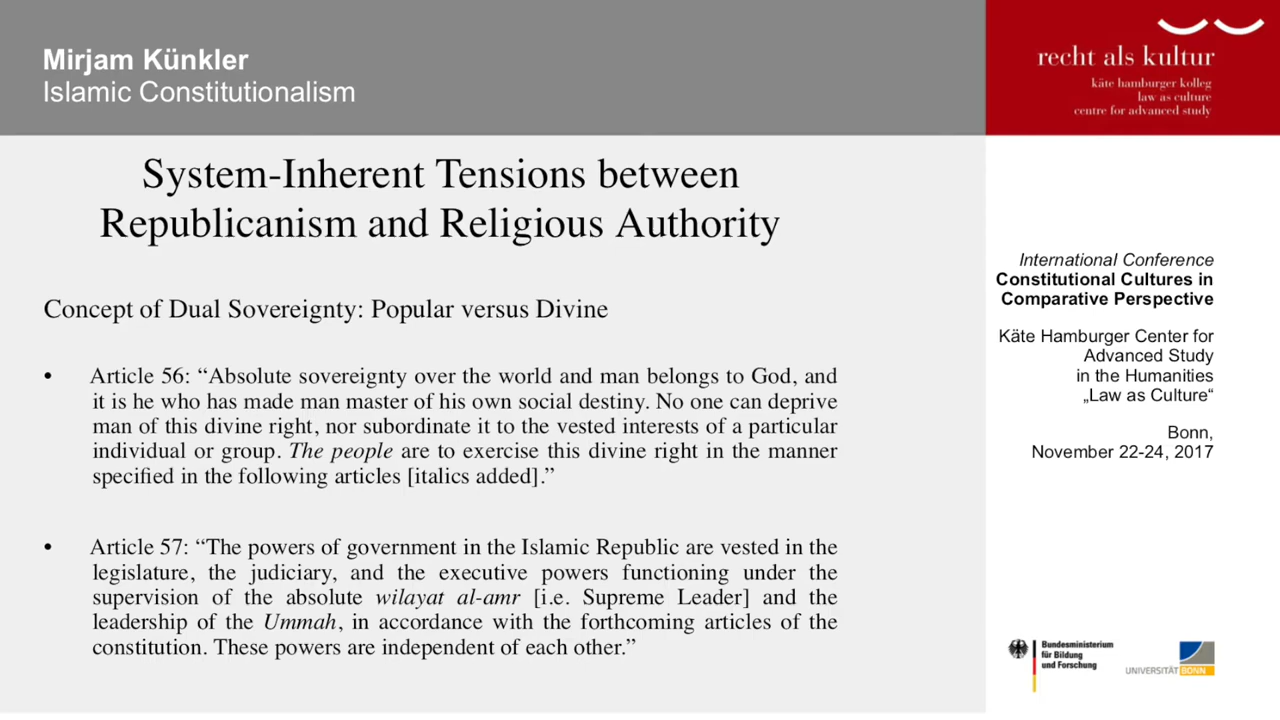 Mirjam Künkler
Islamic Constitutionalism
recht als kultur
käte hamburger kolleg
law as culture
centre for advanced study
System-Inherent Tensions between
Republicanism and Religious Authority
Concept of Dual Sovereignty: Popular versus Divine
• Article 56: “Absolute sovereignty over the world and man belongs to God, and
it is he who has made man master of his own social destiny. No one can deprive
man of this divine right, nor subordinate it to the vested interests of a particular
individual or group. The people are to exercise this divine right in the manner
specified in the following articles [italics added].”
• Article 57: “The powers of government in the Islamic Republic are vested in the
legislature, the judiciary, and the executive powers functioning under the
supervision of the absolute wilayat al-amr [i.e. Supreme Leader] and the
leadership of the Ummah, in accordance with the forthcoming articles of the
constitution. These powers are independent of each other.”
International Conference
Constitutional Cultures in
Comparative Perspective
Käte Hamburger Center for
Advanced Study
in the Humanities
„Law as Culture“
Bonn,
November 22-24, 2017
Bundesministerium
für Bildung
und Forschung
UNIVERSITÄT BONN